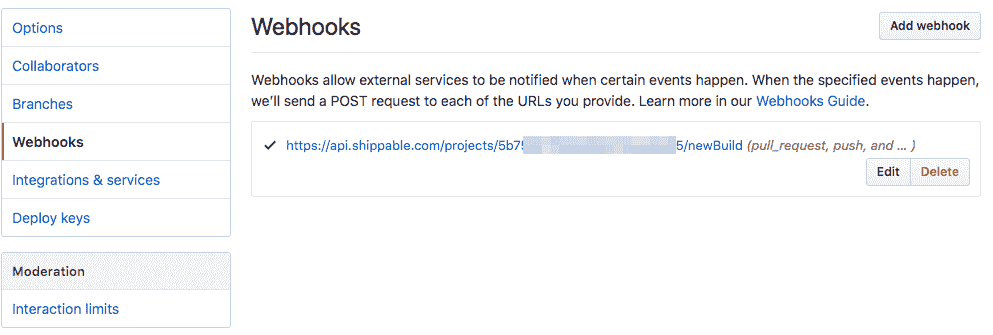 Options
Collaborators
Branches
Webhooks
Integrations & services
Deploy keys
Moderation
Interaction limits
Webhooks
Add webhook
Webhooks allow external services to be notified when certain events happen. When the specified events happen,
we’ll send a POST request to each of the URLs you provide. Learn more in our Webhooks Guide.
https://api.shippable.com/projects/5b75/newBuild (pull_request, push, and ... )
Edit
Delete